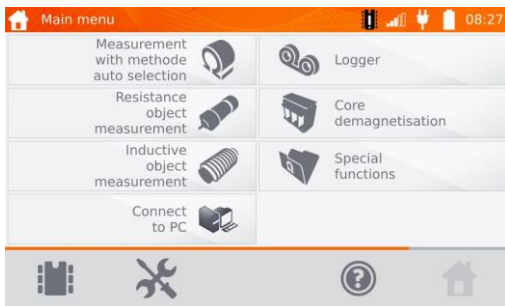 Main menu
08:27
Measurement
with methode
auto selection
Logger
Resistance
object
measurement
Core
demagnetisation
Inductive
object
measurement
Special
functions
Connect
to PC